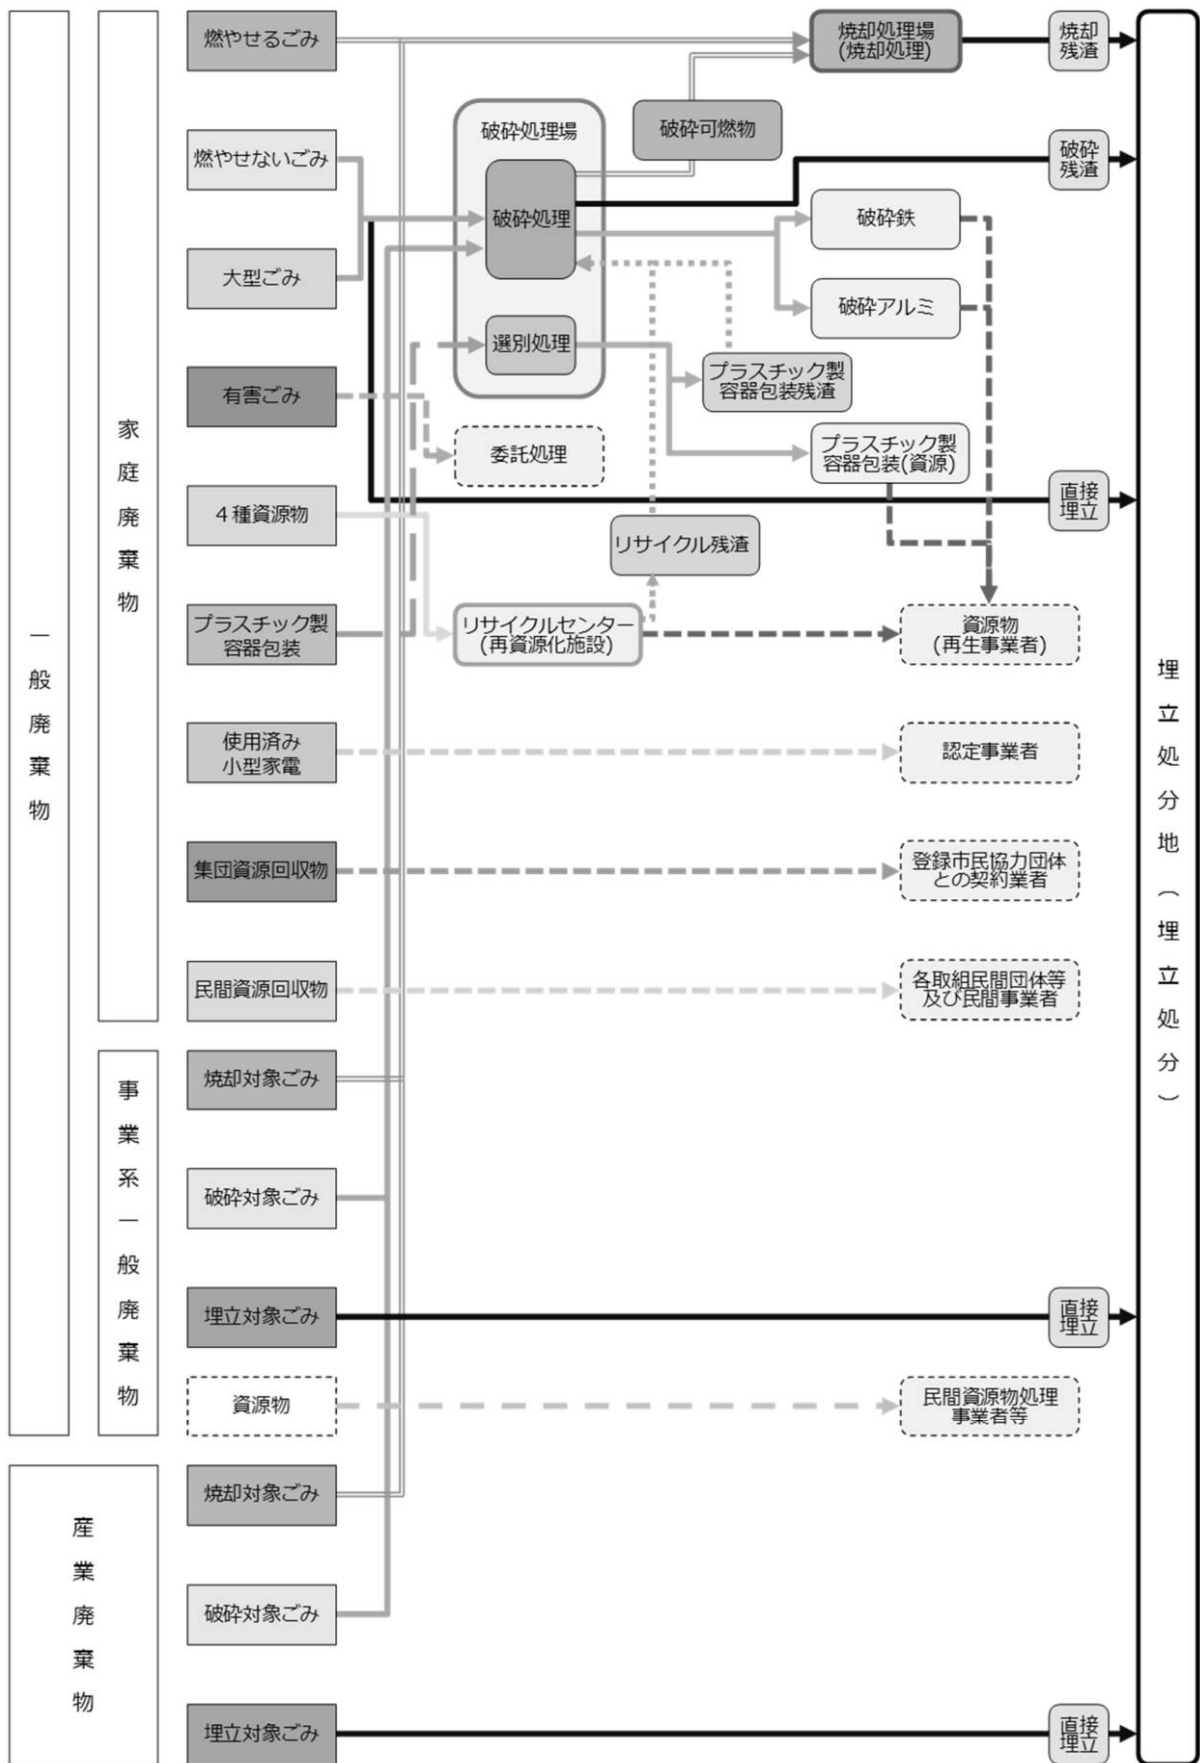 一般廃棄物
家庭廃棄物
燃やせるごみ
焼却処理場
(焼却処理)
焼却
残渣
破砕可燃物
破砕処理場
燃やせないごみ
破砕
残渣
破砕処理
破砕鉄
大型ごみ
破砕アルミ
選別処理
プラスチック製
容器包装残渣
有害ごみ
委託処理
プラスチック製
容器包装(資源)
直接
埋立
4種資源物
リサイクル残渣
プラスチック製
容器包装
リサイクルセンター
(再資源化施設)
資源物
(再生事業者)
使用済み
小型家電
認定事業者
集団資源回収物
登録市民協力団体
との契約業者
民間資源回収物
各取組民間団体等
及び民間事業者
事業系一般廃棄物
焼却対象ごみ
破砕対象ごみ
埋立対象ごみ
直接
埋立
資源物
民間資源物処理
事業者等
産業廃棄物
焼却対象ごみ
破砕対象ごみ
埋立対象ごみ
直接
埋立
埋立処分地(埋立処分)